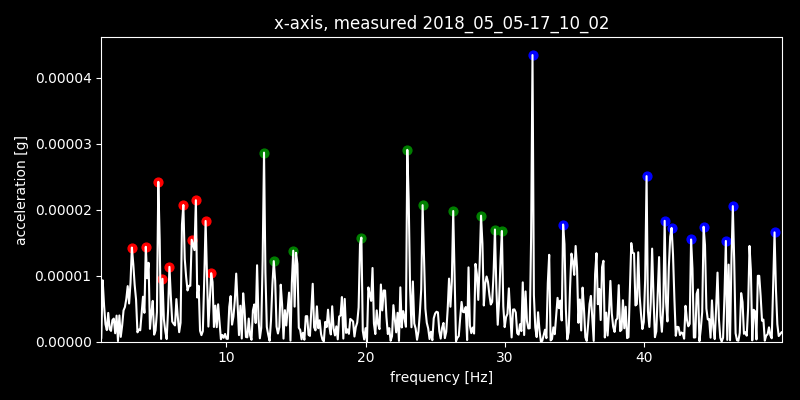 x-axis, measured 2018_05_05-17_10_02
acceleration [g]
0.00004
0.00003
0.00002
0.00001
0.00000
10 20 30 40
frequency [Hz]